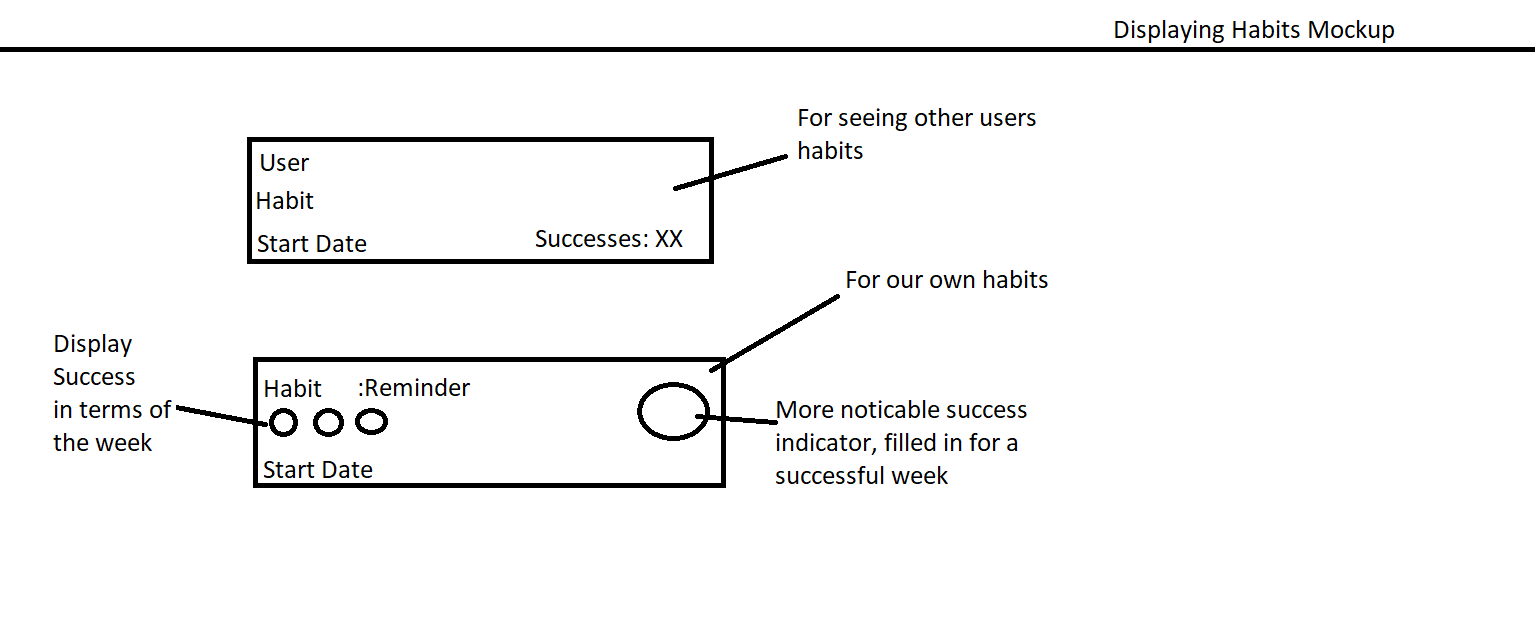 Displaying Habits Mockup
For seeing other users
habits
User
Habit
Start Date
Successes: XX
For our own habits
Display
Success
in terms of
the week
Habit :Reminder
Start Date
More noticable success
indicator, filled in for a
successful week